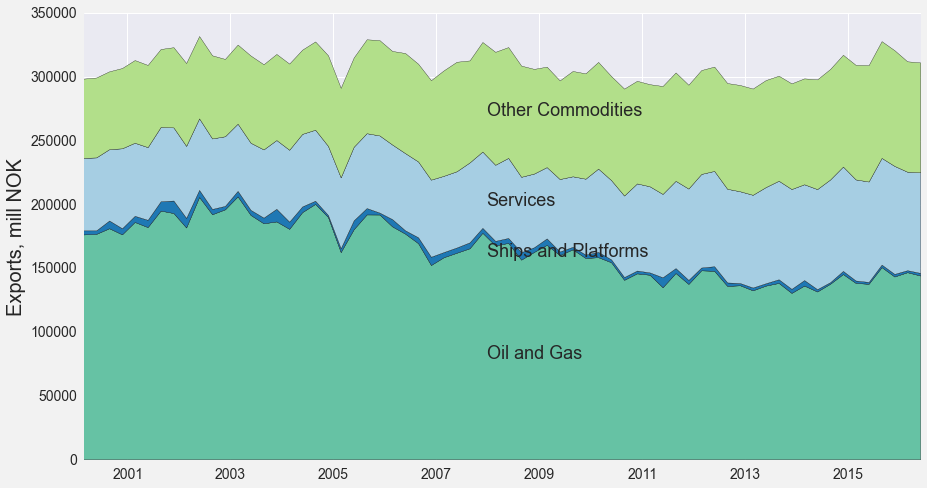 350000
300000
250000
200000
150000
100000
50000
0
Exports, mill NOK
Other Commodities
Services
Ships and Platforms
Oil and Gas
2001 2003 2005 2007 2009 2011 2013 2015